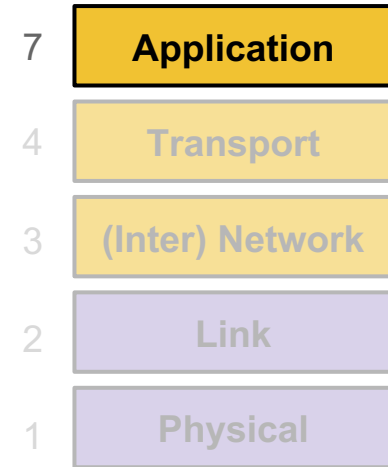 7 Application
4 Transport
3 (Inter) Network
2 Link
1 Physical